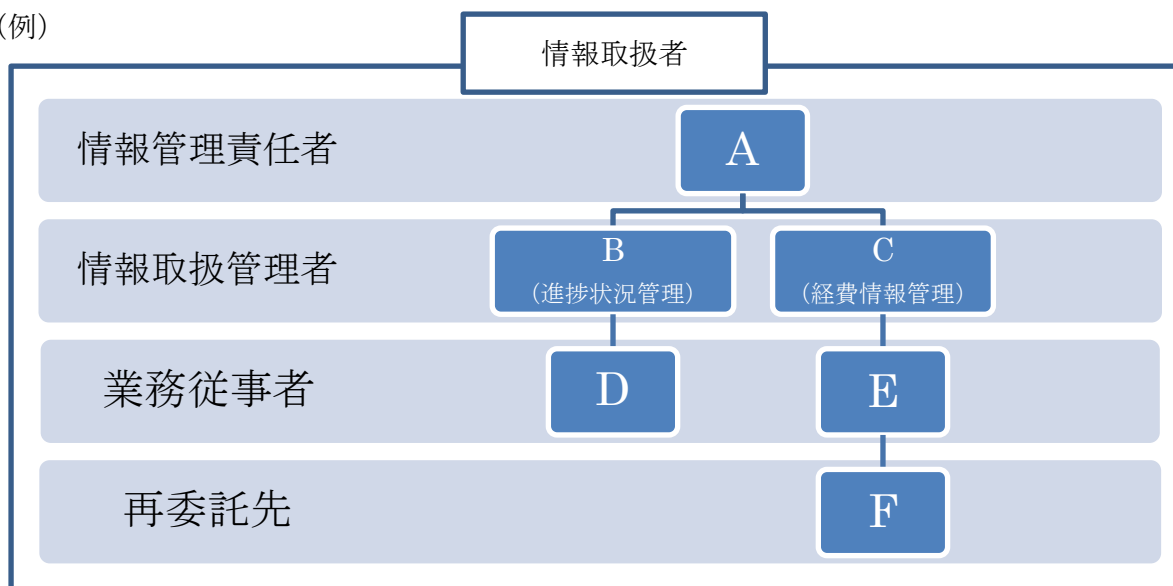 (例)
情報取扱者
情報管理責任者
A
情報取扱管理者
B
(進捗状況管理)
C
(経費情報管理)
業務従事者
D
E
再委託先
F